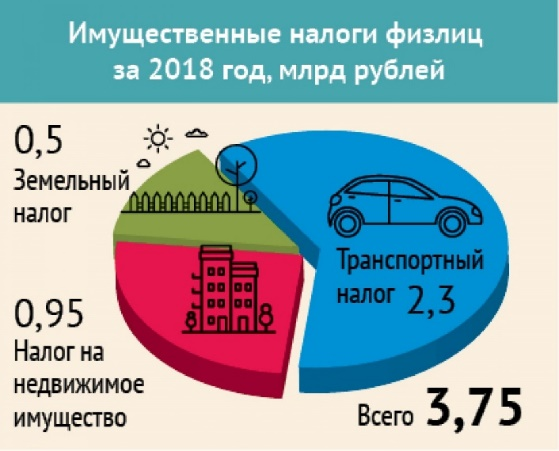 Имущественные налоги физлиц
за 2018 год, млрд рублей
0,5
Земельный
налог
Транспортный
налог 2,3
0,95
Налог на
недвижимое
имущество
Всего 3,75